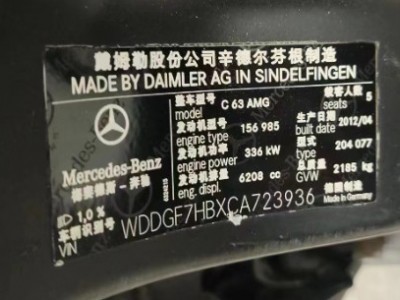 戴姆勒股份公司辛德尔芬根制造
MADE BY DAIMLER AG IN SINDELFINGEN
整车型号
model
C 63 AMG
载客人数
seats
5
发动机型号
engine type
156 985
生产日期
built date
2012/04
发动机功率
engine power
336 kW
型式
type
204 077
发动机排量
eng. displ.
6208 cc
总质量
GVW
2185 kg
Mercedes-Benz
梅赛德斯-奔驰
1,0 %
德国制造
Made in Germany
车辆识别号
VIN
WDDGF7HBXCA723936